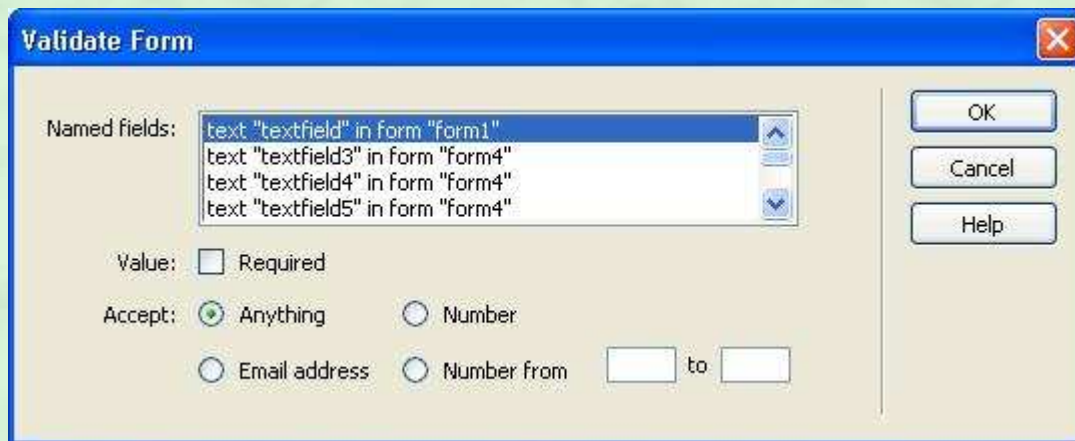 Validate Form
Named fields:
text "textfield" in form "form1"
text "textfield3" in form "form4"
text "textfield4" in form "form4"
text "textfield5" in form "form4"
Value: Required
Accept: Anything Number
Email address Number from to
OK
Cancel
Help